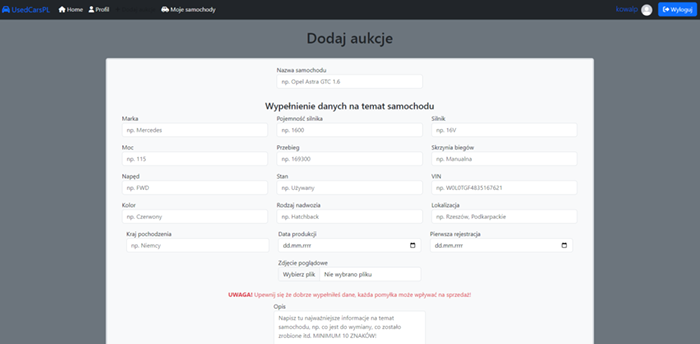 UsedCarzPL Home Profil Moje samochody Wyloguj
Dodaj aukcje
Nazwa samochodu
np. Opel Astra GTC 1.6
Wypełnienie danych na temat samochodu
Marka Pojemność silnika Silnik
np. Mercedes np. 1600 np. 16V
Moc Przebieg Skrzynia biegów
np. 115 np. 169300 np. Manualna
Napęd Stan VIN
np. FWD np. Używany np. W0L0TGF4835167621
Kolor Rodzaj nadwozia Lokalizacja
np. Czerwony np. Hatchback np. Rzeszów, Podkarpackie
Kraj pochodzenia Data produkcji Pierwsza rejestracja
np. Niemcy dd.mm.rrrr dd.mm.rrrr
Zdjęcie poglądowe
Wybierz plik Nie wybrano pliku
UWAGA! Upewnij się że dobrze wypełniłeś dane, każda pomyłka może wpływać na sprzedaż!
Opis
Napisz tu najważniejsze informacje na temat
samochodu, np. co jest do wymiany, co zostało
zrobione itd. MINIMUM 10 ZNAKÓW!